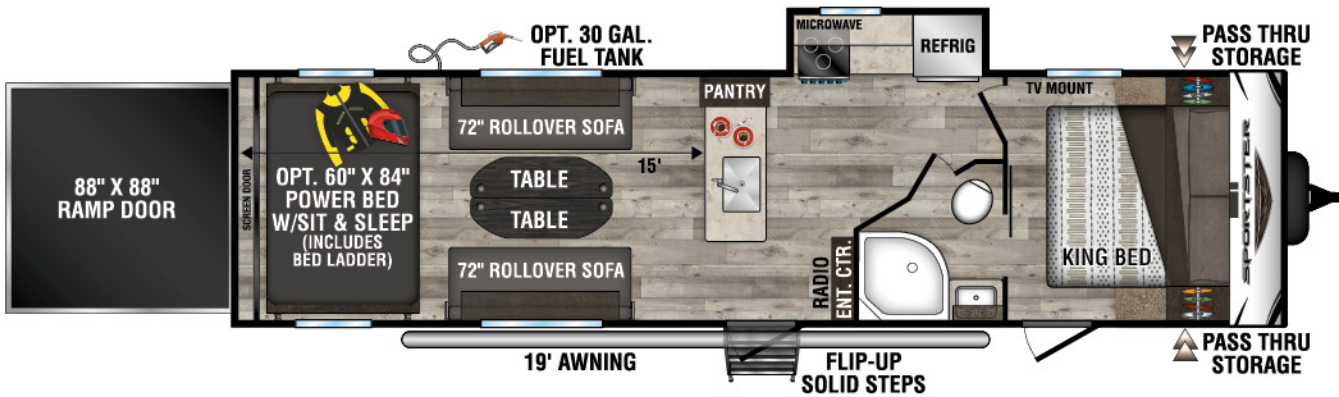 OPT. 30 GAL.
FUEL TANK
MICROWAVE
REFRIG
PASS THRU
STORAGE
88" X 88"
RAMP DOOR
SCREEN DOOR
OPT. 60" X 84"
POWER BED
W/SIT & SLEEP
(INCLUDES
BED LADDER)
72" ROLLOVER SOFA
TABLE
TABLE
72" ROLLOVER SOFA
15'
PANTRY
RADIO
ENT. CTR.
TV MOUNT
KING BED
SPORTSTER
19' AWNING
FLIP-UP
SOLID STEPS
PASS THRU
STORAGE